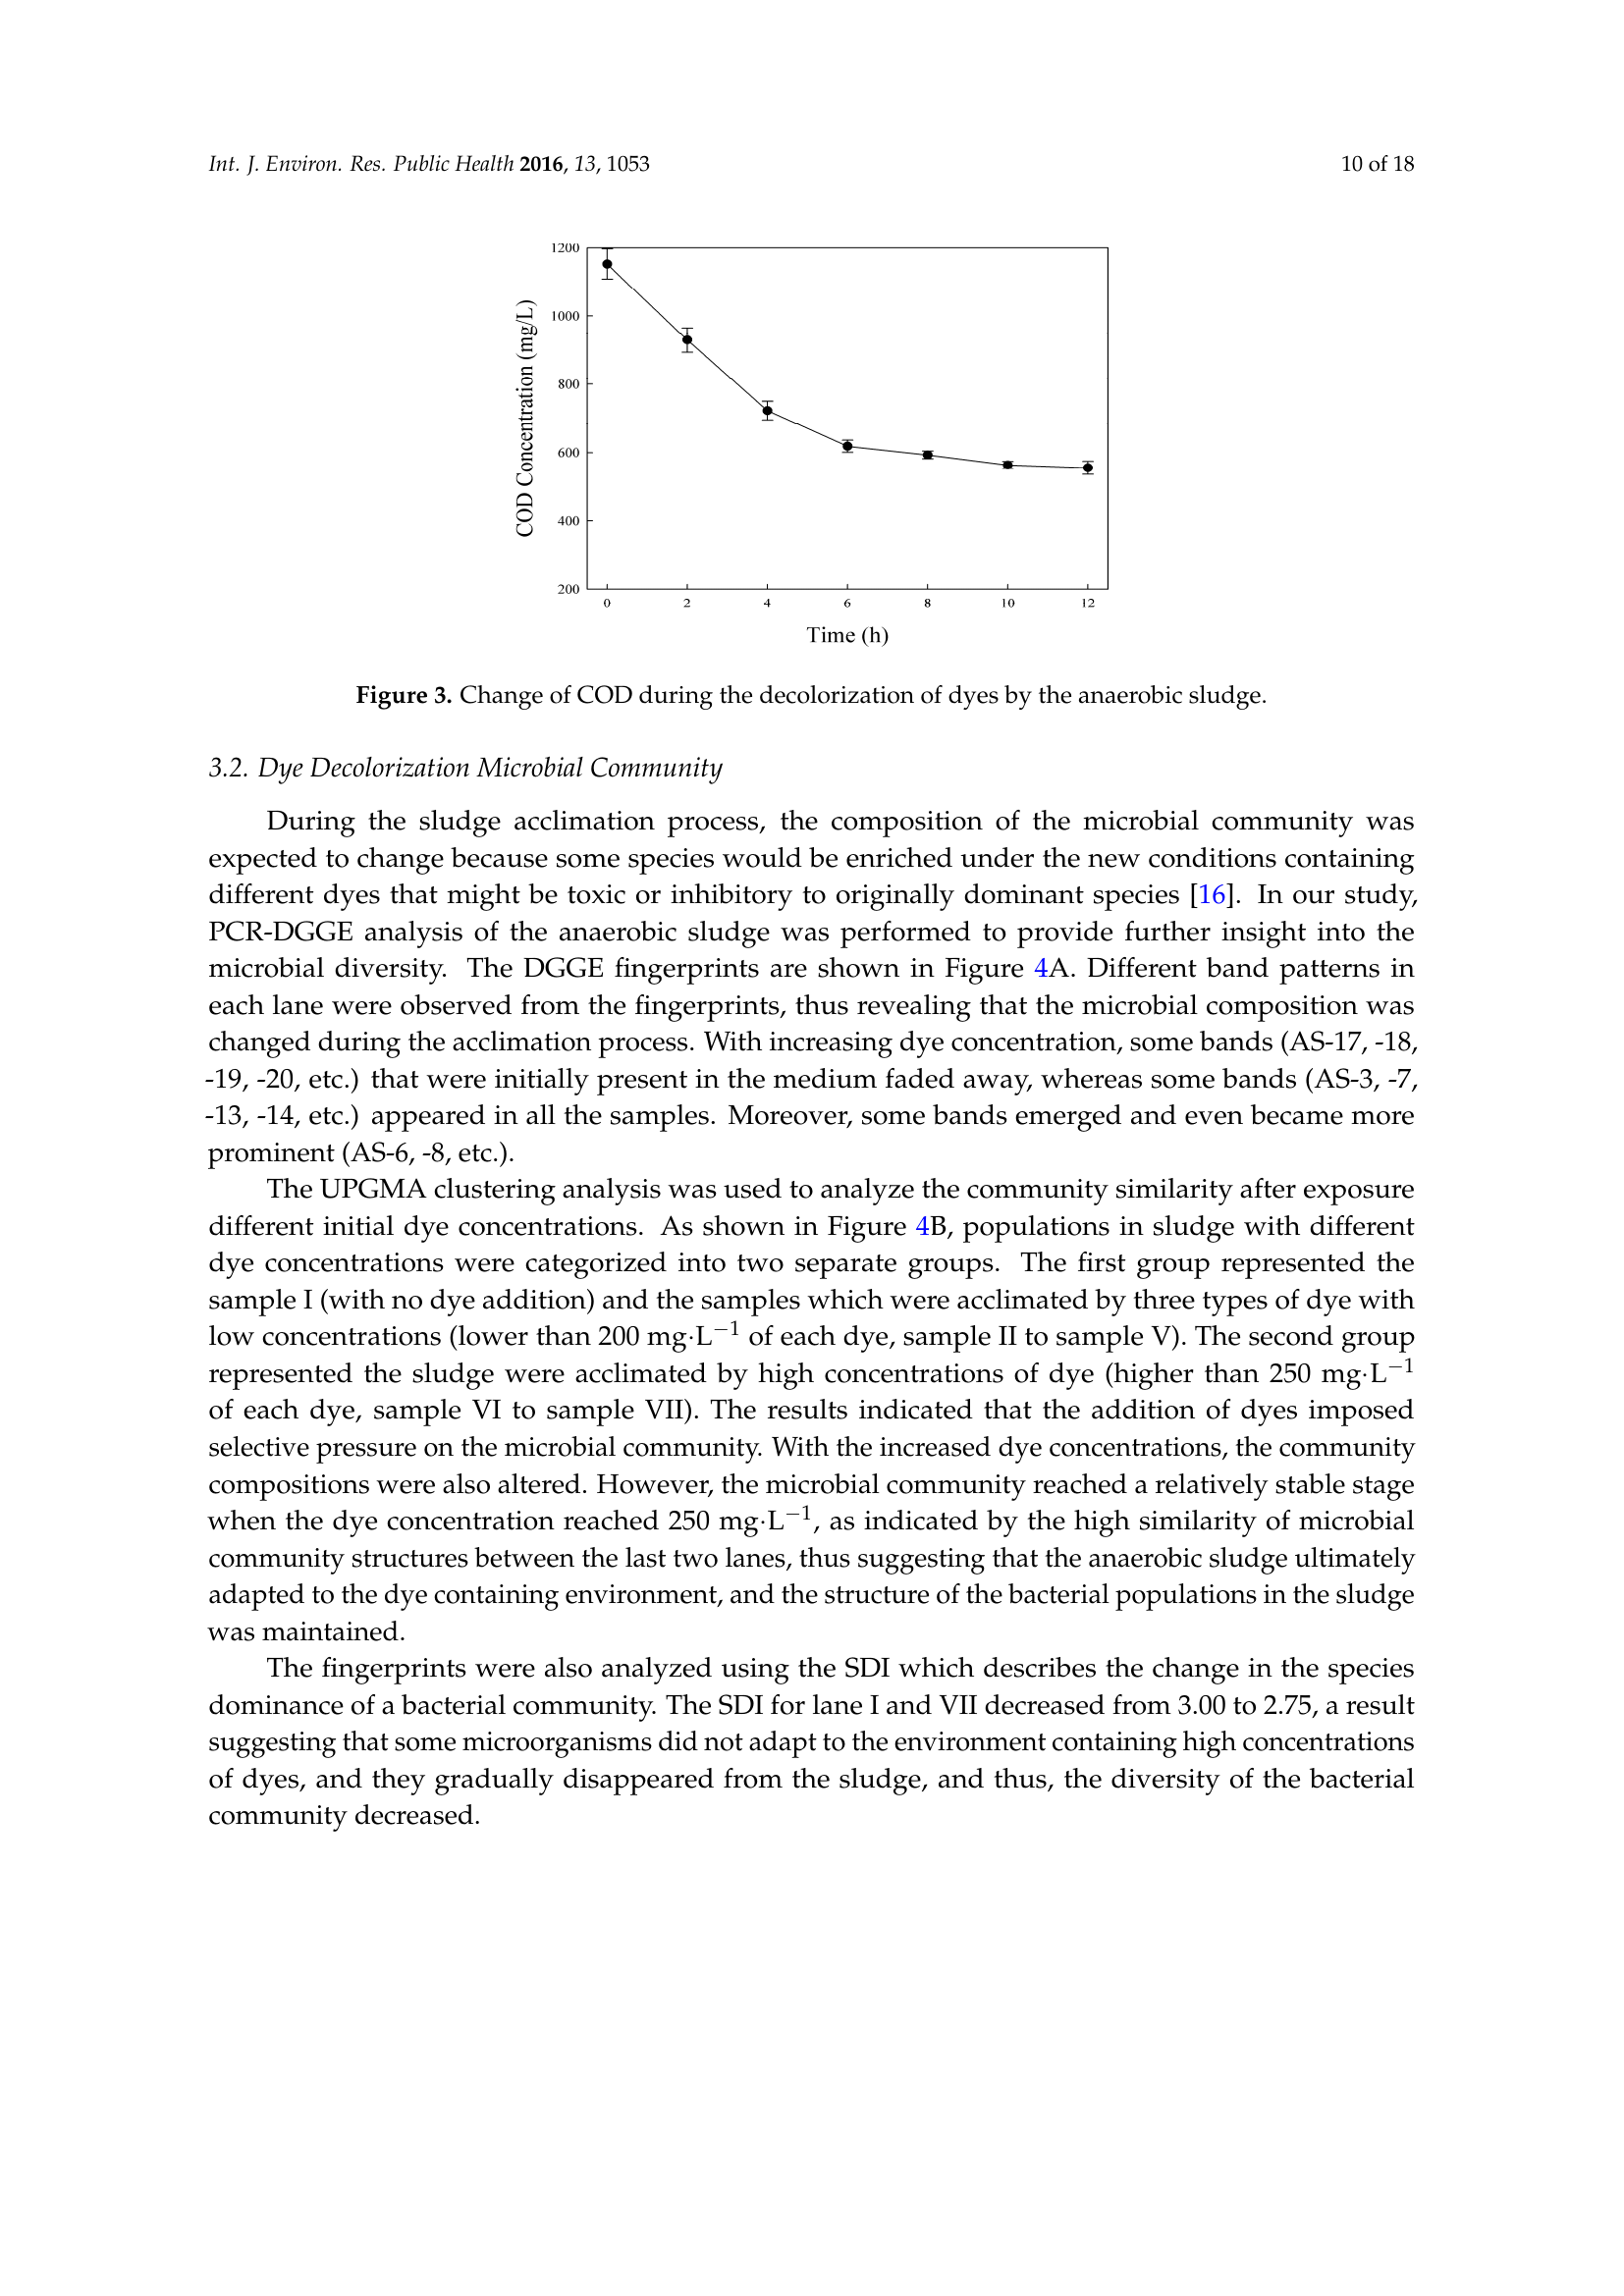 Int. J. Environ. Res. Public Health 2016, 13, 1053
10 of 18
1200
1000
800
600
400
200
COD Concentration (mg/L)
0 2 4 6 8 10 12
Time (h)
Figure 3. Change of COD during the decolorization of dyes by the anaerobic sludge.
3.2. Dye Decolorization Microbial Community
During the sludge acclimation process, the composition of the microbial community was
expected to change because some species would be enriched under the new conditions containing
different dyes that might be toxic or inhibitory to originally dominant species [16]. In our study,
PCR-DGGE analysis of the anaerobic sludge was performed to provide further insight into the
microbial diversity. The DGGE fingerprints are shown in Figure 4A. Different band patterns in
each lane were observed from the fingerprints, thus revealing that the microbial composition was
changed during the acclimation process. With increasing dye concentration, some bands (AS-17, -18,
-19, -20, etc.) that were initially present in the medium faded away, whereas some bands (AS-3, -7,
-13, -14, etc.) appeared in all the samples. Moreover, some bands emerged and even became more
prominent (AS-6, -8, etc.).
The UPGMA clustering analysis was used to analyze the community similarity after exposure
different initial dye concentrations. As shown in Figure 4B, populations in sludge with different
dye concentrations were categorized into two separate groups. The first group represented the
sample I (with no dye addition) and the samples which were acclimated by three types of dye with
low concentrations (lower than 200 mg·L⁻¹ of each dye, sample II to sample V). The second group
represented the sludge were acclimated by high concentrations of dye (higher than 250 mg·L⁻¹
of each dye, sample VI to sample VII). The results indicated that the addition of dyes imposed
selective pressure on the microbial community. With the increased dye concentrations, the community
compositions were also altered. However, the microbial community reached a relatively stable stage
when the dye concentration reached 250 mg·L⁻¹, as indicated by the high similarity of microbial
community structures between the last two lanes, thus suggesting that the anaerobic sludge ultimately
adapted to the dye containing environment, and the structure of the bacterial populations in the sludge
was maintained.
The fingerprints were also analyzed using the SDI which describes the change in the species
dominance of a bacterial community. The SDI for lane I and VII decreased from 3.00 to 2.75, a result
suggesting that some microorganisms did not adapt to the environment containing high concentrations
of dyes, and they gradually disappeared from the sludge, and thus, the diversity of the bacterial
community decreased.